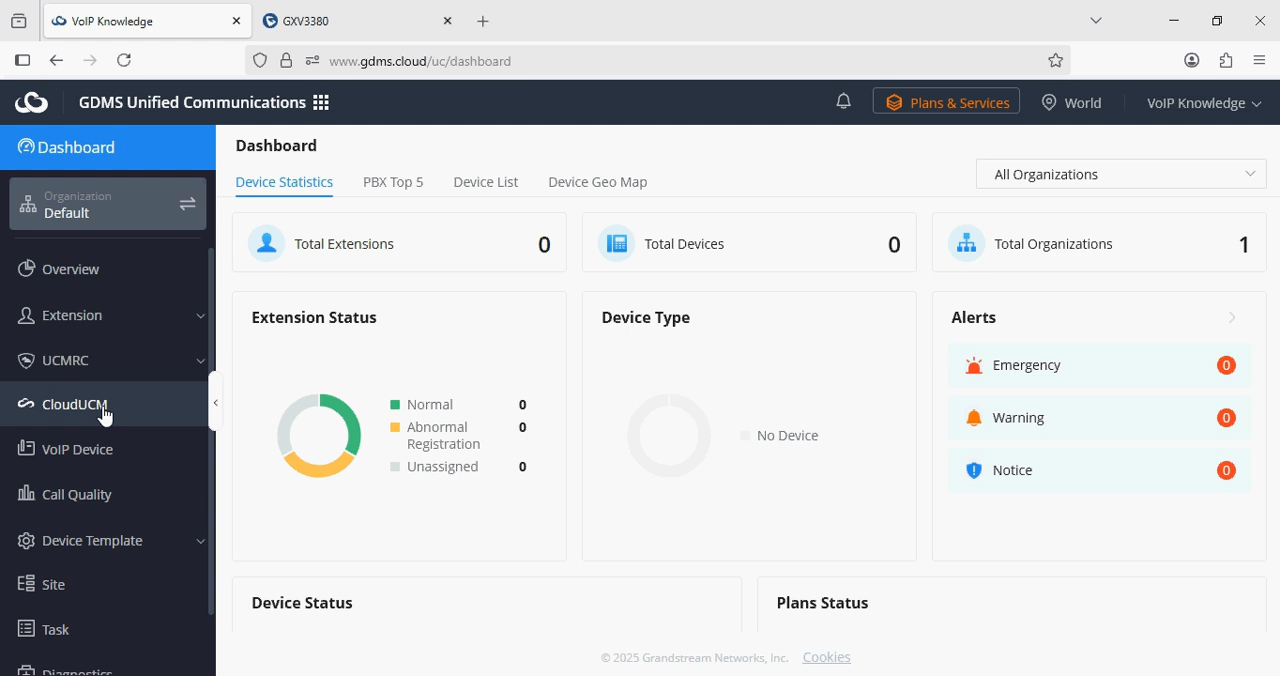 VoIP Knowledge
GXV3380
www.gdms.cloud/uc/dashboard
GDMS Unified Communications
Plans & Services
World
VoIP Knowledge
Dashboard
Organization
Default
Overview
Extension
UCMRC
CloudUCM
VoIP Device
Call Quality
Device Template
Site
Task
Diagnostics
Dashboard
Device Statistics
PBX Top 5
Device List
Device Geo Map
All Organizations
Total Extensions
0
Total Devices
0
Total Organizations
1
Extension Status
Normal
0
Abnormal
Registration
0
Unassigned
0
Device Type
No Device
Alerts
Emergency
0
Warning
0
Notice
0
Device Status
Plans Status
© 2025 Grandstream Networks, Inc.
Cookies